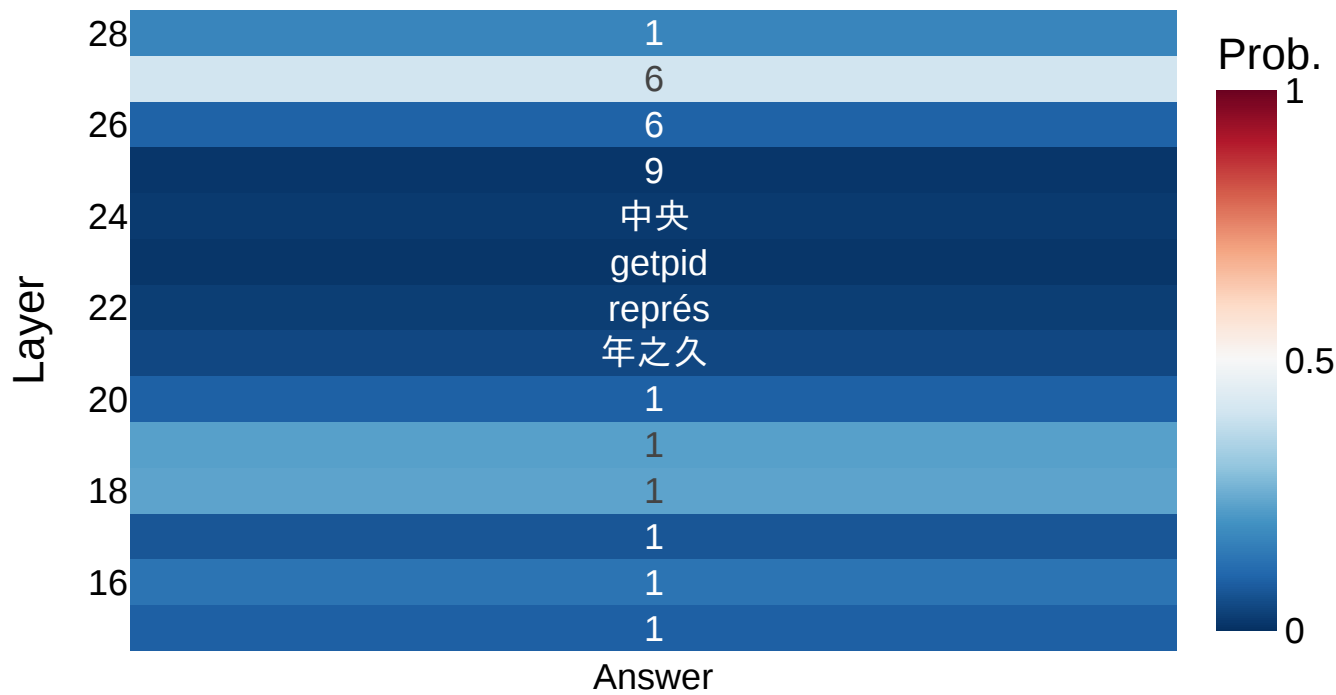 Prob.
1
0.5
0
Layer
28 1
6
26 6
9
24 中央
getpid
22 représ
年之久
20 1
1
18 1
1
16 1
1
Answer